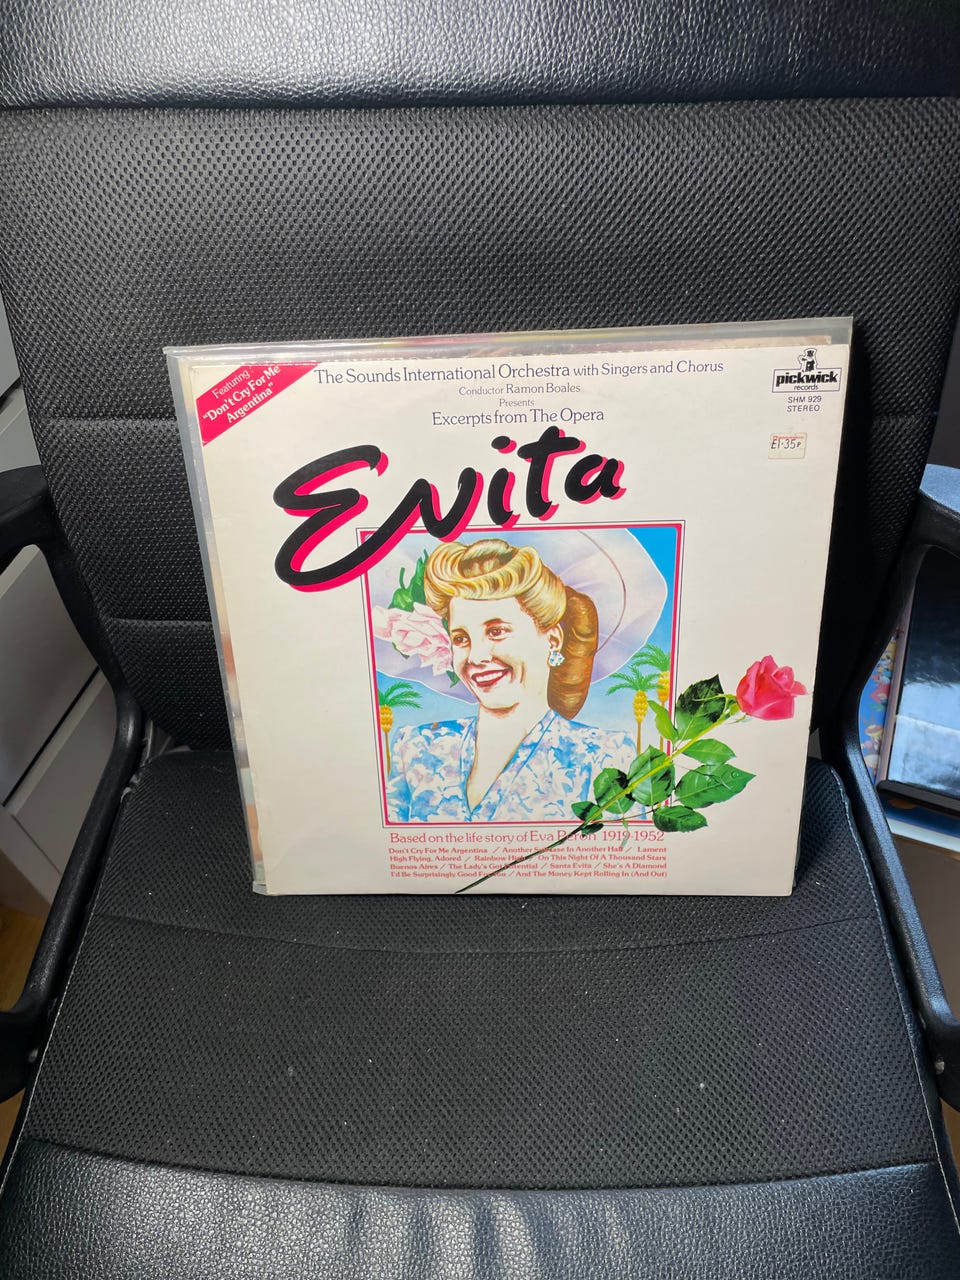 Featuring
"Don't Cry For Me
Argentina"
The Sounds International Orchestra with Singers and Chorus
Conductor Ramon Boales
Presents
Excerpts from The Opera
Evita
pickwick
records
SHM 929
STEREO
£1·35P
Based on the life story of Eva Peron 1919-1952
Don't Cry For Me Argentina / Another Suitcase In Another Hall / Lament
High Flying, Adored / Rainbow High / On This Night Of A Thousand Stars
Buenos Aires / The Lady's Got Potential / Santa Evita / She's A Diamond
I'd Be Surprisingly Good For You / And The Money Kept Rolling In (And Out)